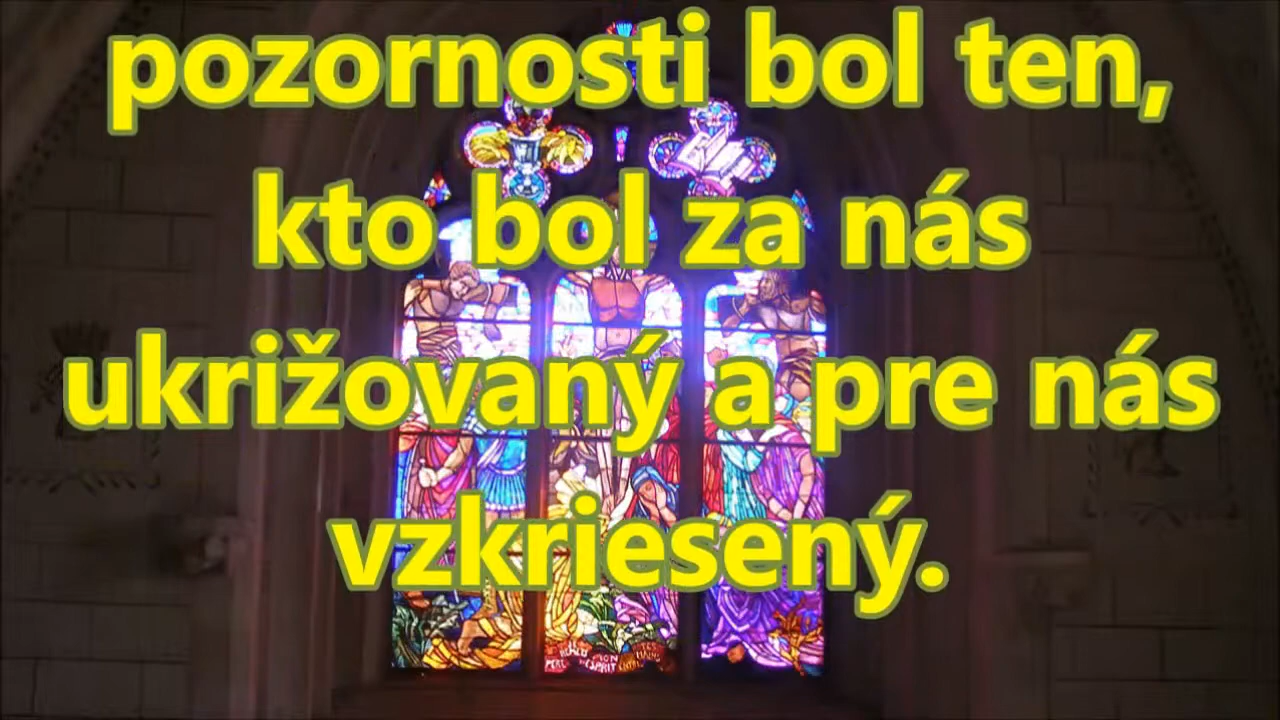 pozornosti bol ten,
kto bol za nás
ukrižovaný a pre nás
vzkriesený.